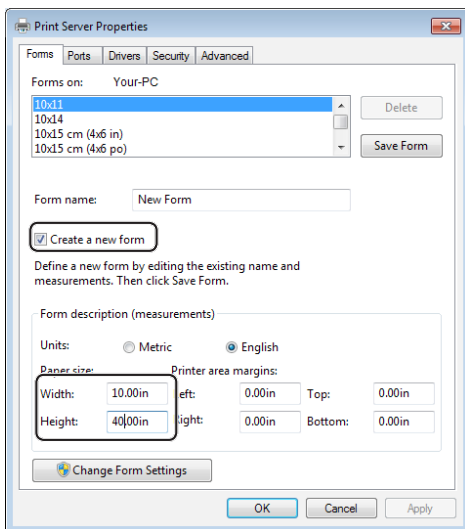 Print Server Properties
Forms Ports Drivers Security Advanced
Forms on: Your-PC
10x11
10x14
10x15 cm (4x6 in)
10x15 cm (4x6 po)
Delete
Save Form
Form name: New Form
Create a new form
Define a new form by editing the existing name and
measurements. Then click Save Form.
Form description (measurements)
Units: Metric English
Paper size: Printer area margins:
Width: 10.00in Left: 0.00in Top: 0.00in
Height: 40.00in Right: 0.00in Bottom: 0.00in
Change Form Settings
OK Cancel Apply